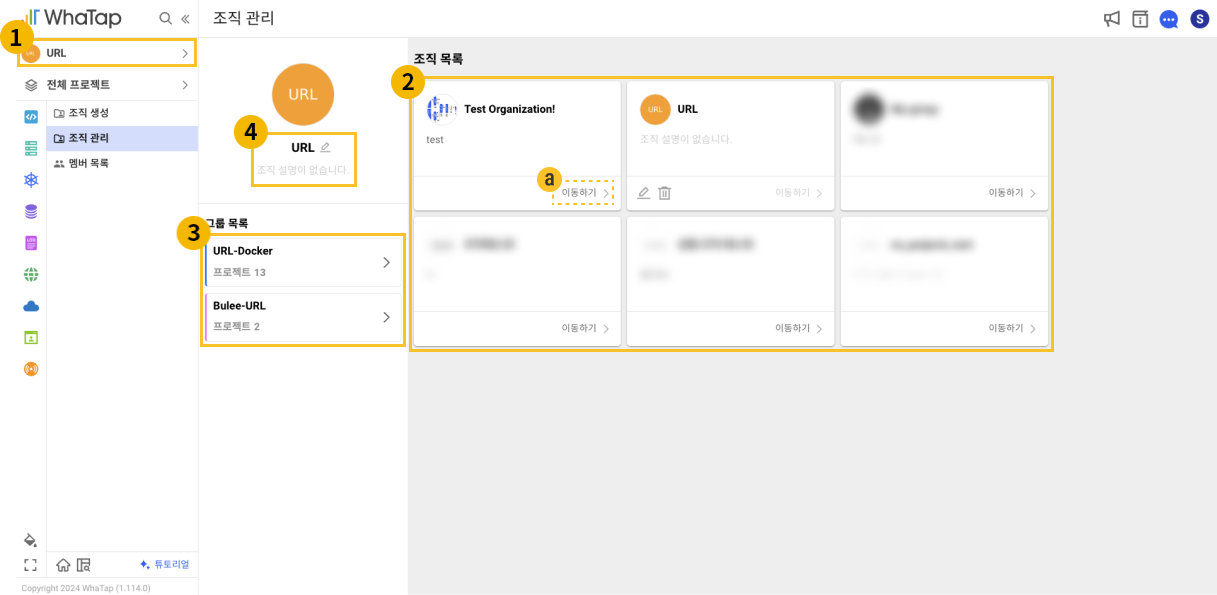 WhaTap
조직 관리
S
1
URL
URL
전체 프로젝트
조직 생성
조직 관리
멤버 목록
URL
4
URL
조직 설명이 없습니다.
3
그룹 목록
URL-Docker
프로젝트 13
Bulee-URL
프로젝트 2
조직 목록
2
Test Organization!
test
a
이동하기
URL
URL
조직 설명이 없습니다.
이동하기
이동하기
이동하기
이동하기
이동하기
튜토리얼
Copyright 2024 WhaTap (1.114.0)